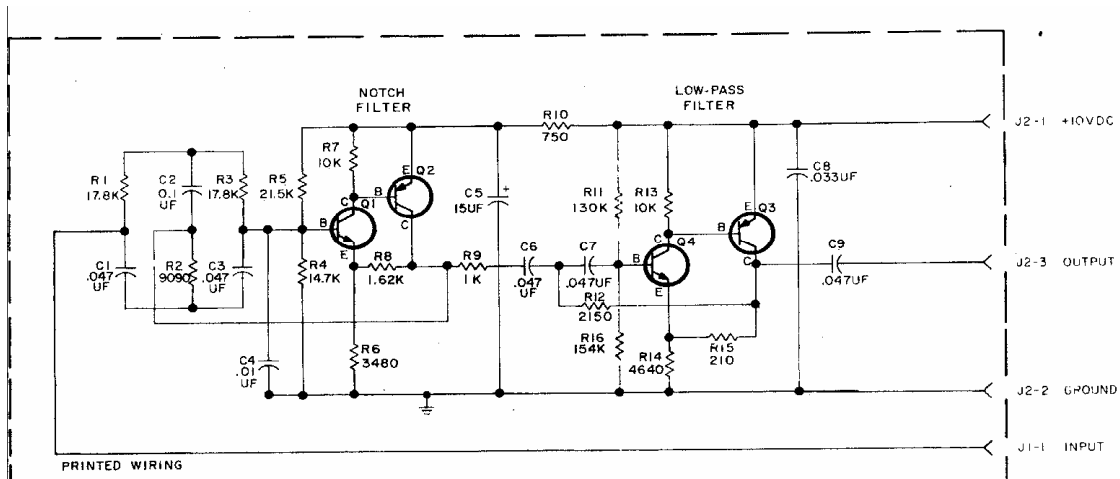 NOTCH
FILTER
LOW-PASS
FILTER
R10
750
J2-1 +10VDC
R1
17.8K
C2
0.1
UF
R3
17.8K
R5
21.5K
R7
10K
E
Q2
B
C
C
Q1
B
E
C5
15UF
+
R11
130K
R13
10K
E
Q3
B
C
C8
.033UF
C
Q4
B
E
C9
.047UF
J2-3 OUTPUT
C1
.047
UF
R2
9090
C3
.047
UF
R4
14.7K
R8
1.62K
R9
1K
C6
.047
UF
C7
.047UF
R12
2150
C4
.01
UF
R6
3480
R16
154K
R14
4640
R15
210
J2-2 GROUND
J1-1 INPUT
PRINTED WIRING